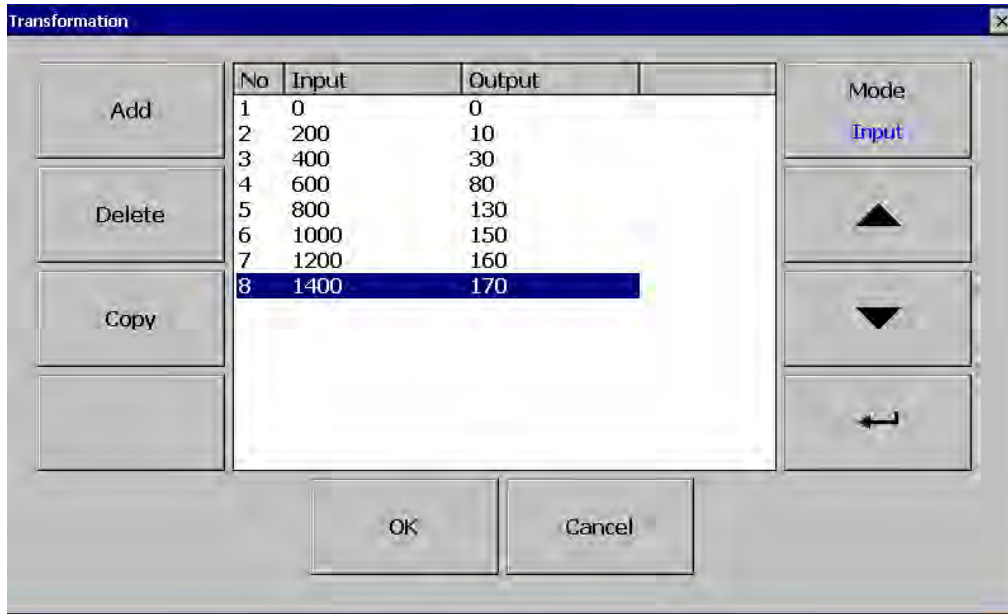 Transformation
Add
Delete
Copy
No Input Output
1 0 0
2 200 10
3 400 30
4 600 80
5 800 130
6 1000 150
7 1200 160
8 1400 170
Mode
Input
OK Cancel